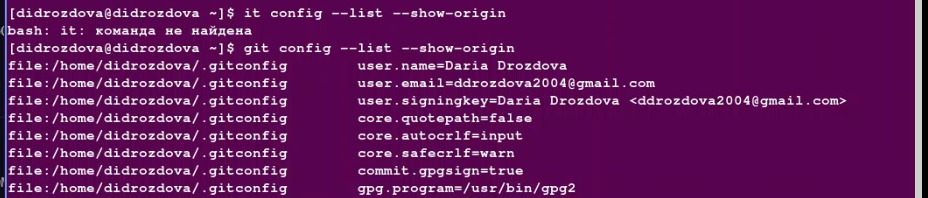 [didrozdova@didrozdova ~]$ it config --list --show-origin
bash: it: команда не найдена
[didrozdova@didrozdova ~]$ git config --list --show-origin
file:/home/didrozdova/.gitconfig user.name=Daria Drozdova
file:/home/didrozdova/.gitconfig user.email=ddrozdova2004@gmail.com
file:/home/didrozdova/.gitconfig user.signingkey=Daria Drozdova <ddrozdova2004@gmail.com>
file:/home/didrozdova/.gitconfig core.quotepath=false
file:/home/didrozdova/.gitconfig core.autocrlf=input
file:/home/didrozdova/.gitconfig core.safecrlf=warn
file:/home/didrozdova/.gitconfig commit.gpgsign=true
file:/home/didrozdova/.gitconfig gpg.program=/usr/bin/gpg2